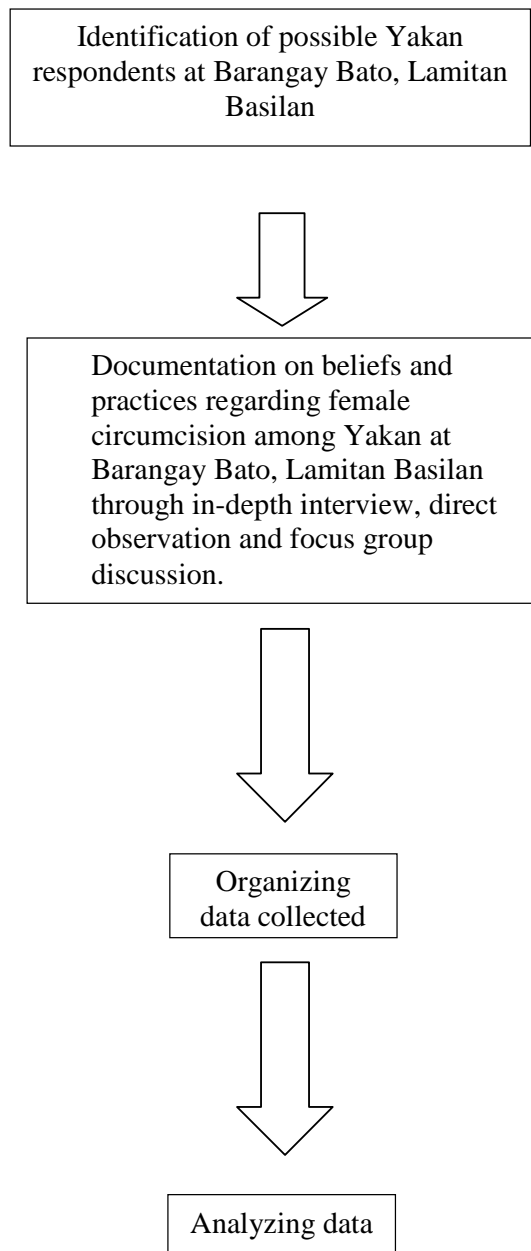 Identification of possible Yakan
respondents at Barangay Bato, Lamitan
Basilan
Documentation on beliefs and
practices regarding female
circumcision among Yakan at
Barangay Bato, Lamitan Basilan
through in-depth interview, direct
observation and focus group
discussion.
Organizing
data collected
Analyzing data